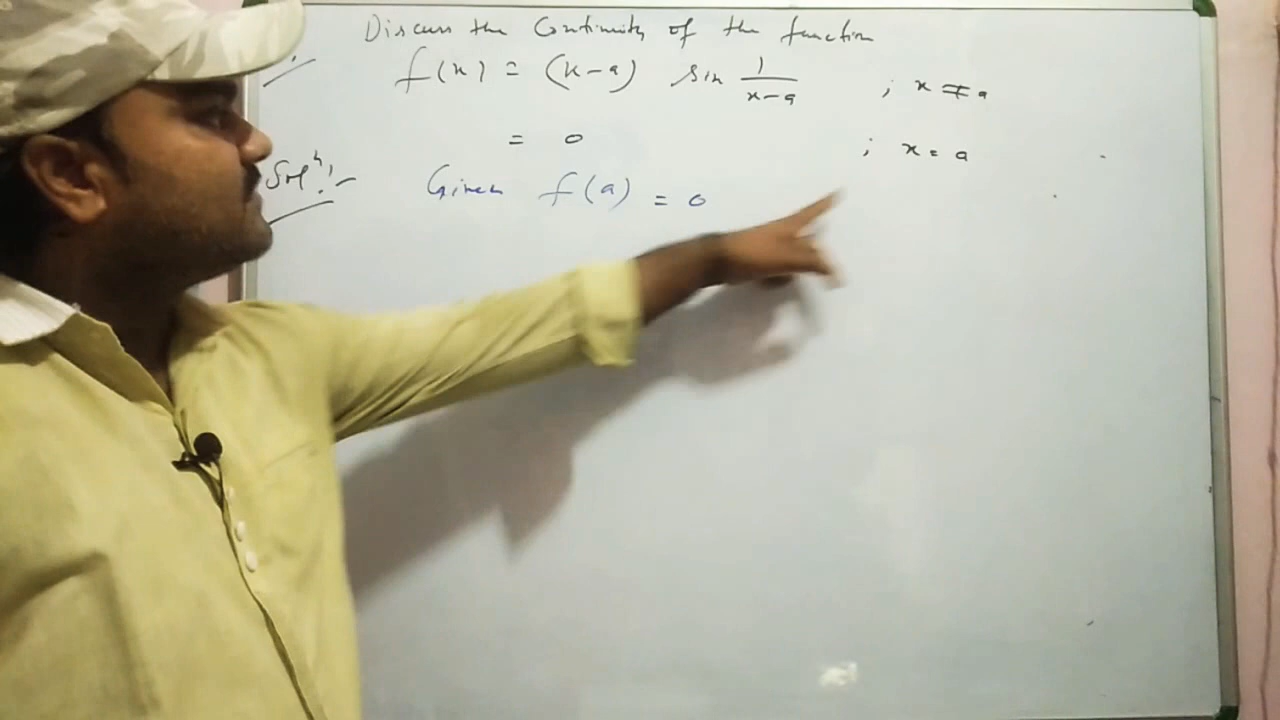 Discuss the Continuity of the function
f(x) = (x-a) sin 1/(x-a) ; x ≠ a
= 0 ; x = a
Solⁿ:- Given f(a) = 0